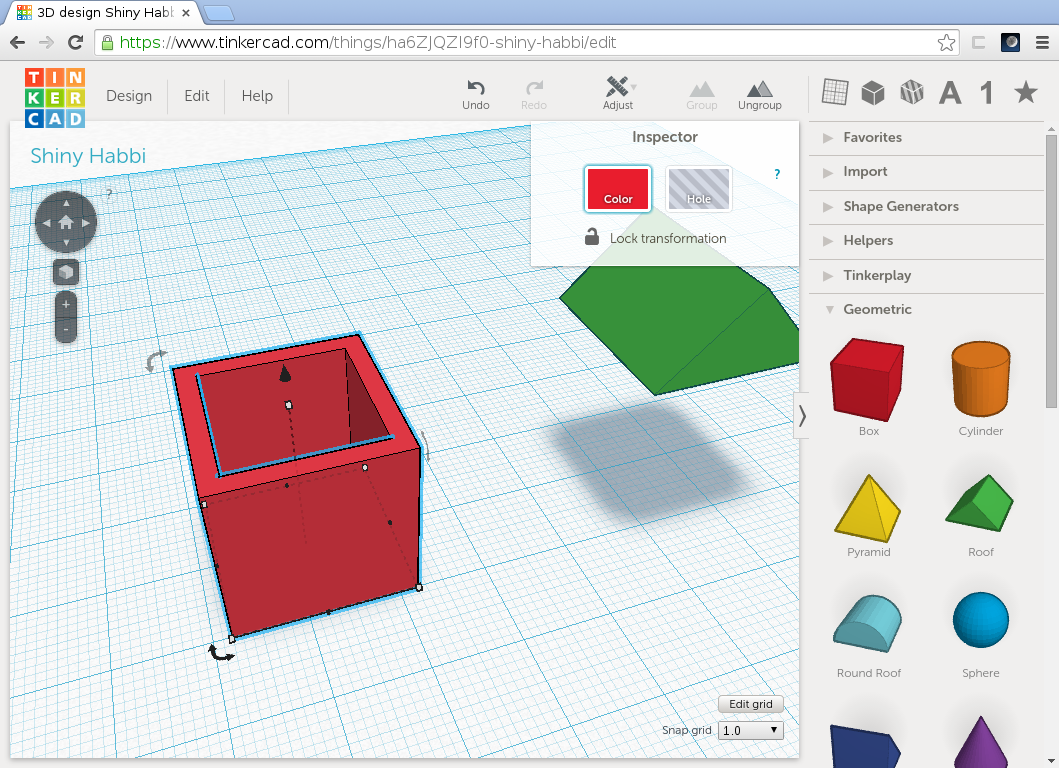 3D design Shiny Habb
https://www.tinkercad.com/things/ha6ZJQZI9f0-shiny-habbi/edit
TIN
KER
CAD
Design
Edit
Help
Undo
Redo
Adjust
Group
Ungroup
A
1
Shiny Habbi
?
Inspector
Color
Hole
?
Lock transformation
+
-
Favorites
Import
Shape Generators
Helpers
Tinkerplay
Geometric
Box
Cylinder
Pyramid
Roof
Round Roof
Sphere
Edit grid
Snap grid 1.0